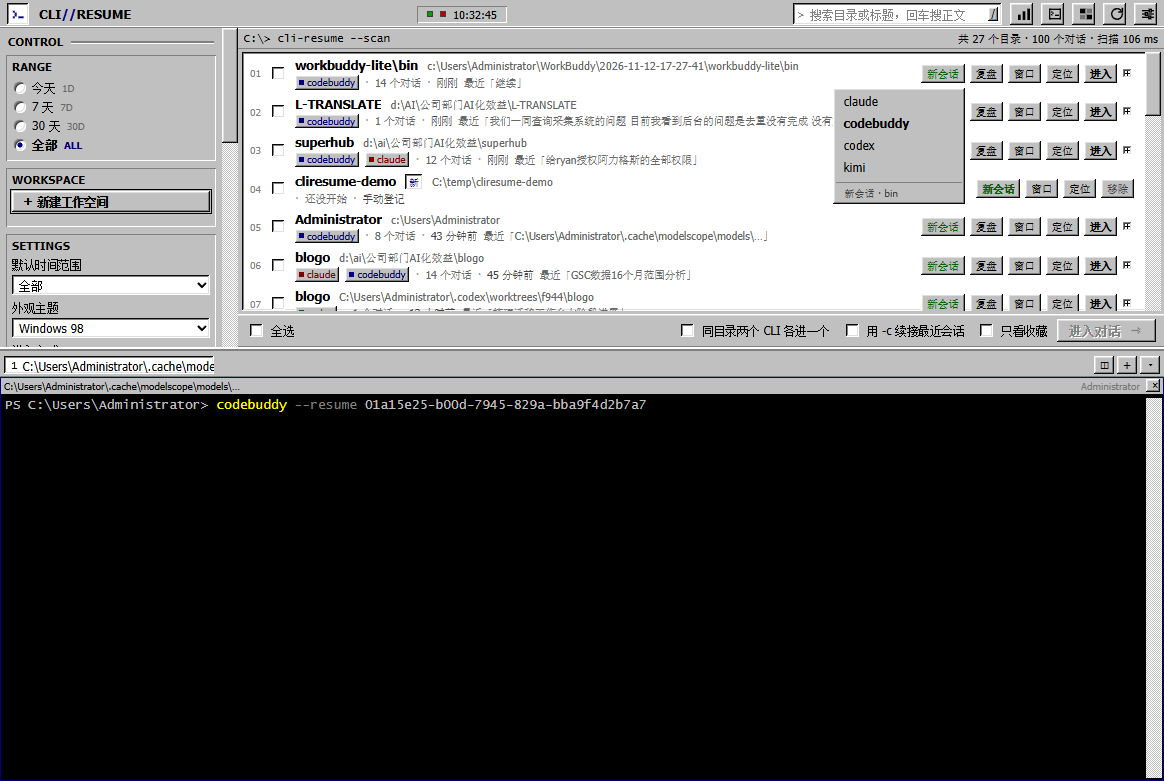 CLI//RESUME
10:32:45
> 搜索目录或标题，回车搜正文 /
CONTROL
RANGE
今天 1D
7 天 7D
30 天 30D
全部 ALL
WORKSPACE
+ 新建工作空间
SETTINGS
默认时间范围
全部
外观主题
Windows 98
C:\> cli-resume --scan
共 27 个目录 · 100 个对话 · 扫描 106 ms
01 workbuddy-lite\bin c:\Users\Administrator\WorkBuddy\2026-11-12-17-27-41\workbuddy-lite\bin
codebuddy · 14 个对话 · 刚刚 最近「继续」
新会话 复盘 窗口 定位 进入
02 L-TRANSLATE d:\AI\公司部门AI化效益\L-TRANSLATE
codebuddy · 1 个对话 · 刚刚 最近「我们一同查询采集系统的问题 目前我看到后台的问题是去重没有完成 没有
复盘 窗口 定位 进入
03 superhub d:\ai\公司部门AI化效益\superhub
codebuddy claude · 12 个对话 · 刚刚 最近「给ryan授权阿力格斯的全部权限」
复盘 窗口 定位 进入
04 cliresume-demo 新 C:\temp\cliresume-demo
· 还没开始 · 手动登记
新会话 窗口 定位 移除
05 Administrator c:\Users\Administrator
codebuddy · 8 个对话 · 43 分钟前 最近「C:\Users\Administrator\.cache\modelscope\models\...」
新会话 复盘 窗口 定位 进入
06 blogo d:\ai\公司部门AI化效益\blogo
claude codebuddy · 14 个对话 · 45 分钟前 最近「GSC数据16个月范围分析」
新会话 复盘 窗口 定位 进入
07 blogo C:\Users\Administrator\.codex\worktrees\f944\blogo
新会话 复盘 窗口 定位 进入
claude
codebuddy
codex
kimi
新会话 · bin
全选
同目录两个 CLI 各进一个
用 -c 续接最近会话
只看收藏
进入对话 →
1 C:\Users\Administrator\.cache\mode
C:\Users\Administrator\.cache\modelscope\models\...
Administrator
PS C:\Users\Administrator> codebuddy --resume 01a15e25-b00d-7945-829a-bba9f4d2b7a7